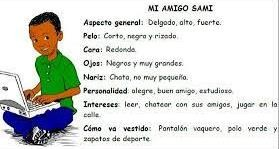 MI AMIGO SAMI
Aspecto general: Delgado, alto, fuerte.
Pelo: Corto, negro y rizado.
Cara: Redonda.
Ojos: Negros y muy grandes.
Nariz: Chata, no muy pequeña.
Personalidad: alegre, buen amigo, estudioso.
Intereses: leer, chatear con sus amigos, jugar en la
calle.
Cómo va vestido: Pantalón vaquero, polo verde y
zapatos de deporte.